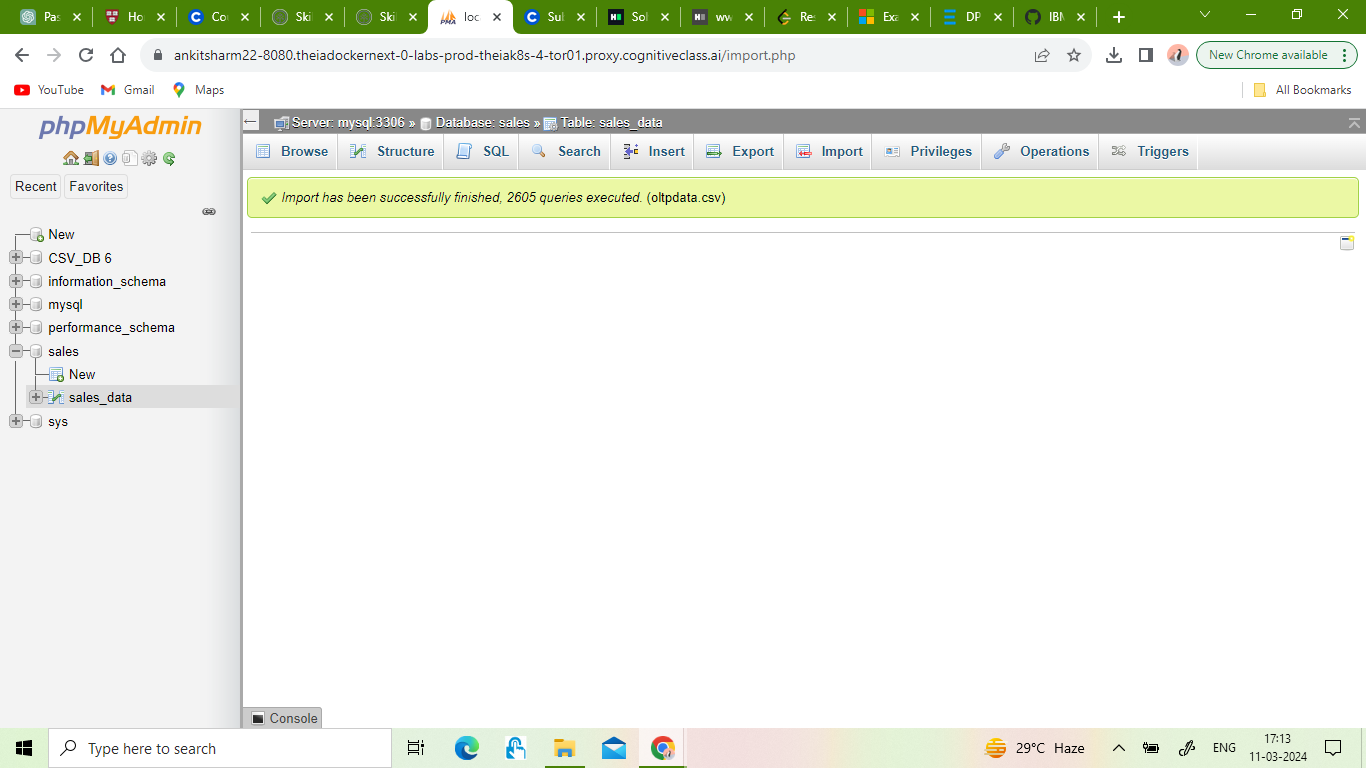 Pas
Ho
Co
Ski
Ski
loc
Sul
Sol
ww
Re
Exa
DP
IBM
ankitsharm22-8080.theiadockernext-0-labs-prod-theiak8s-4-tor01.proxy.cognitiveclass.ai/import.php
New Chrome available
YouTube
Gmail
Maps
All Bookmarks
phpMyAdmin
Recent
Favorites
New
CSV_DB 6
information_schema
mysql
performance_schema
sales
New
sales_data
sys
Server: mysql:3306 » Database: sales » Table: sales_data
Browse
Structure
SQL
Search
Insert
Export
Import
Privileges
Operations
Triggers
Import has been successfully finished, 2605 queries executed. (oltpdata.csv)
Console
Type here to search
29°C Haze
ENG
17:13
11-03-2024